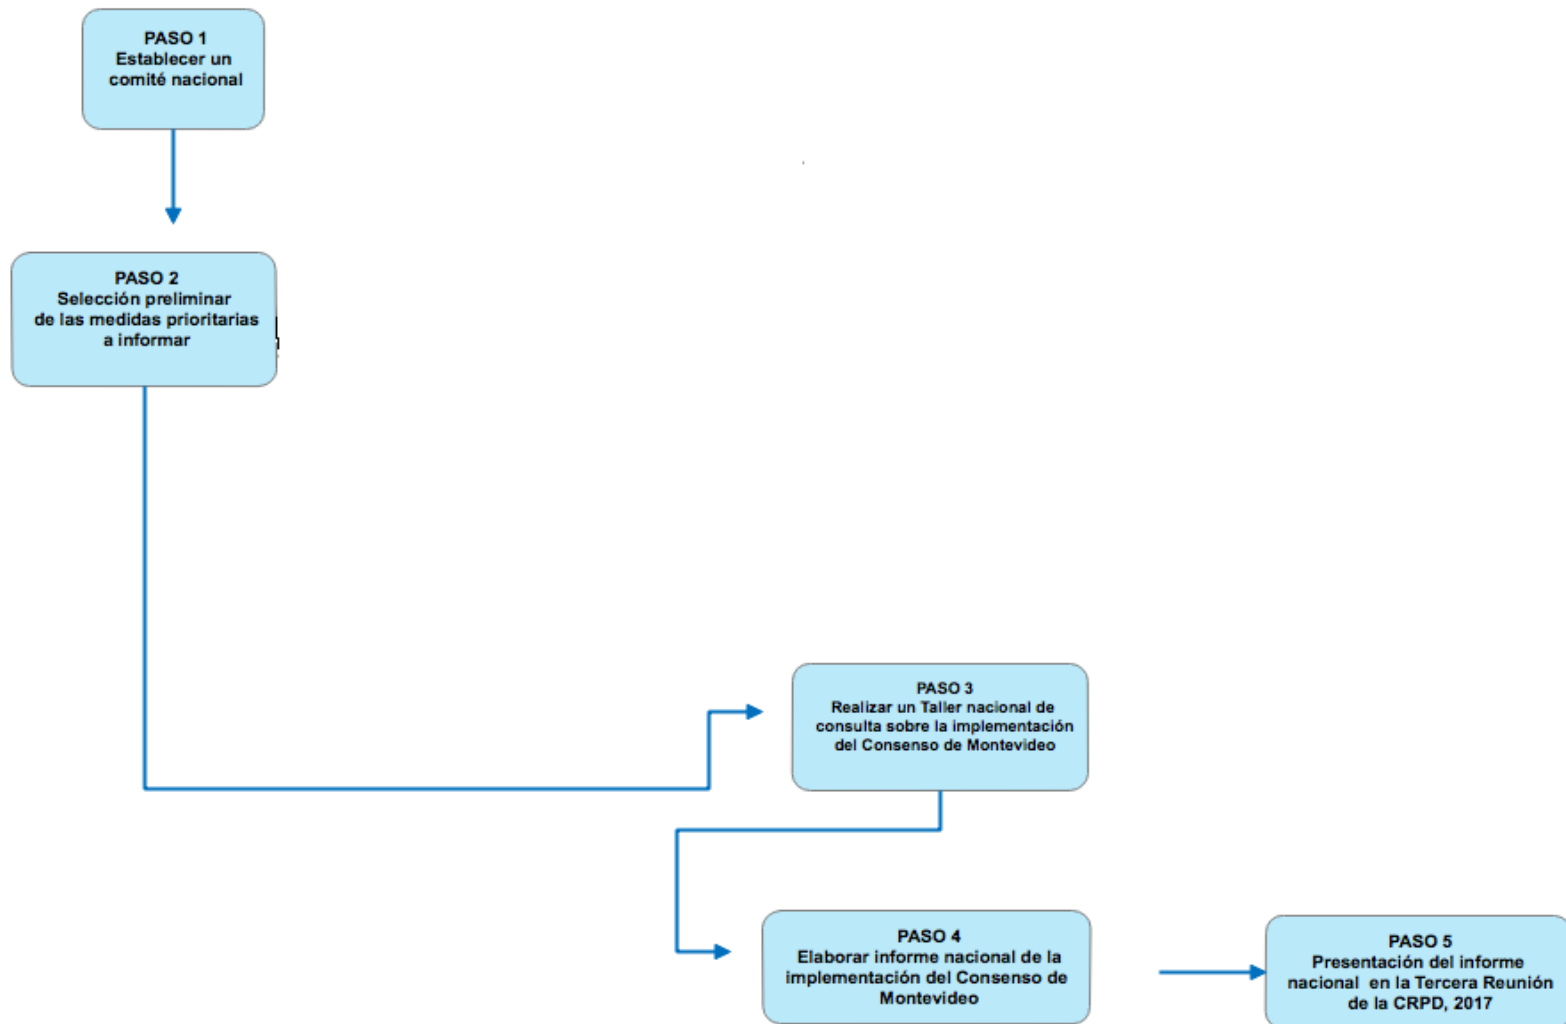 PASO 1
Establecer un
comité nacional
PASO 2
Selección preliminar
de las medidas prioritarias
a informar
PASO 3
Realizar un Taller nacional de
consulta sobre la implementación
del Consenso de Montevideo
PASO 4
Elaborar informe nacional de la
implementación del Consenso de
Montevideo
PASO 5
Presentación del informe
nacional en la Tercera Reunión
de la CRPD, 2017